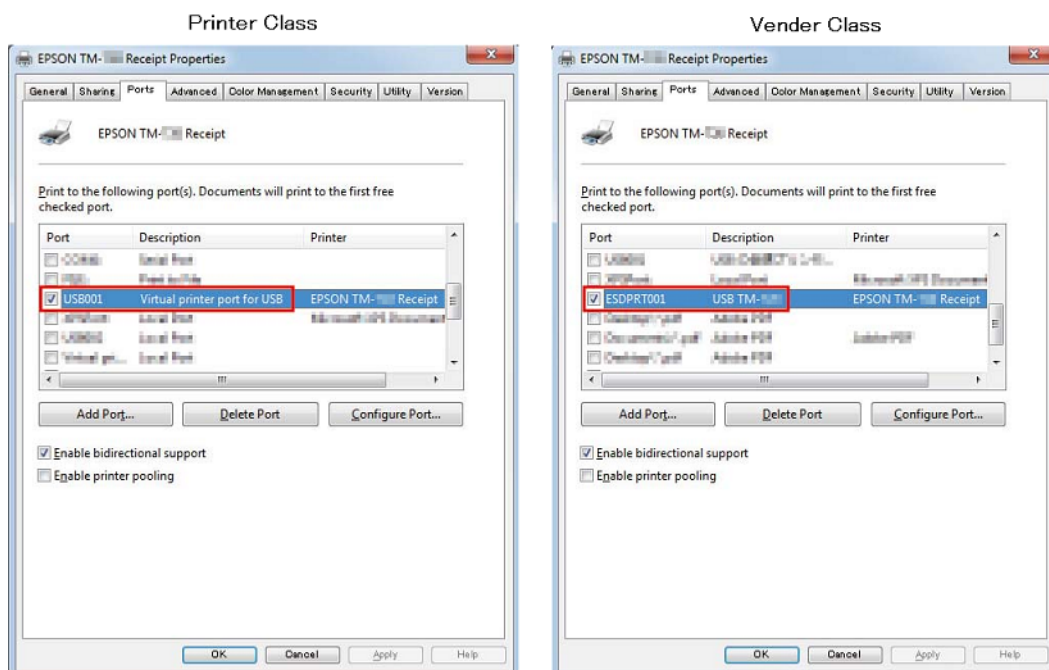 Printer Class
EPSON TM- Receipt Properties
General Sharing Ports Advanced Color Management Security Utility Version
EPSON TM- Receipt
Print to the following port(s). Documents will print to the first free
checked port.
Port Description Printer
USB001 Virtual printer port for USB EPSON TM- Receipt
Add Port... Delete Port Configure Port...
Enable bidirectional support
Enable printer pooling
OK Cancel Apply Help
Vender Class
EPSON TM- Receipt Properties
General Sharing Ports Advanced Color Management Security Utility Version
EPSON TM- Receipt
Print to the following port(s). Documents will print to the first free
checked port.
Port Description Printer
ESDPRT001 USB TM- EPSON TM- Receipt
Add Port... Delete Port Configure Port...
Enable bidirectional support
Enable printer pooling
OK Cancel Apply Help